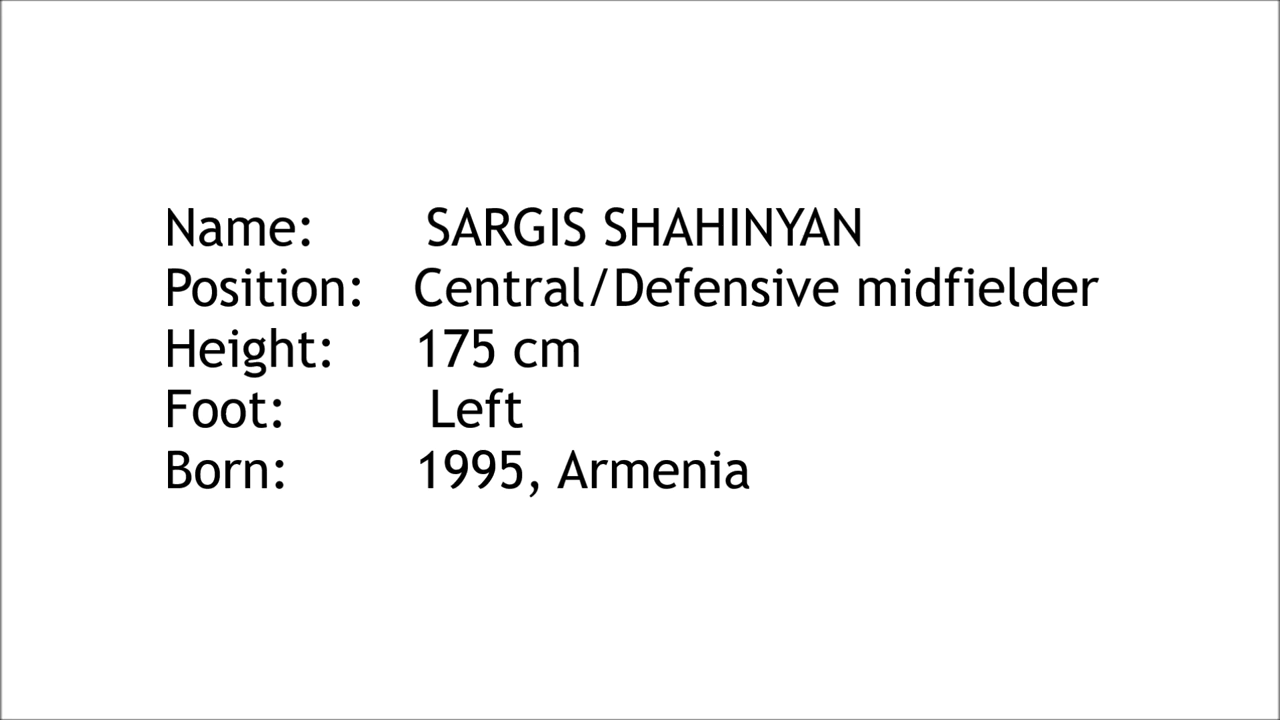 Name: SARGIS SHAHINYAN
Position: Central/Defensive midfielder
Height: 175 cm
Foot: Left
Born: 1995, Armenia